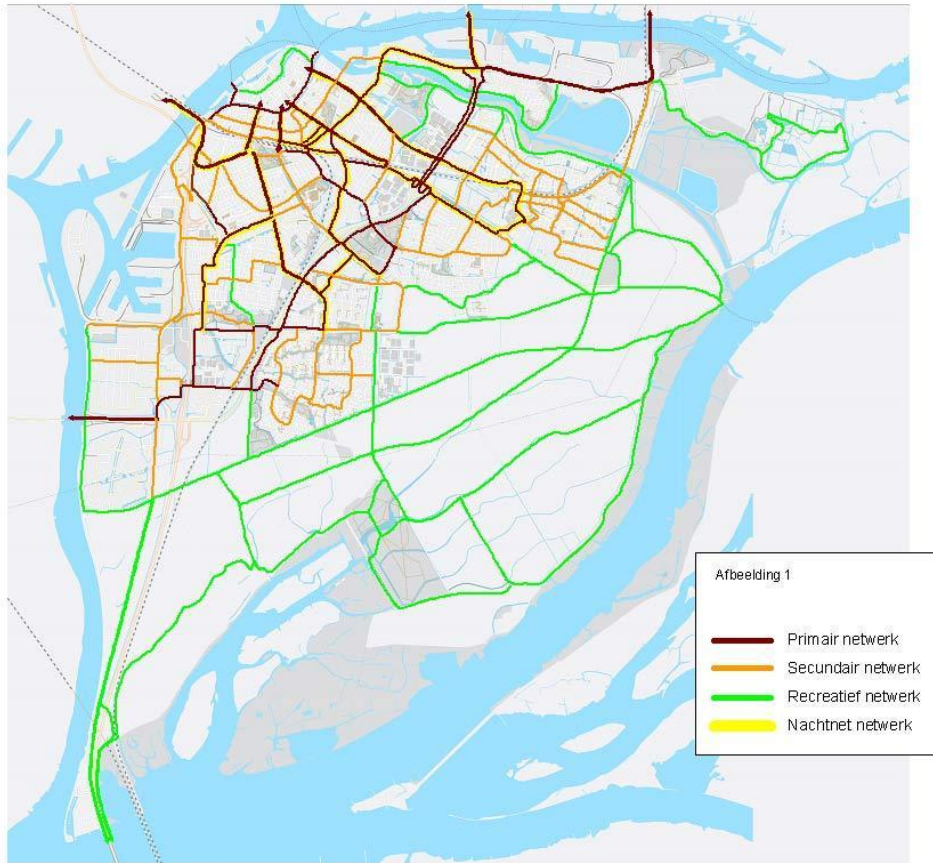 Afbeelding 1
Primair netwerk
Secundair netwerk
Recreatief netwerk
Nachtnet netwerk